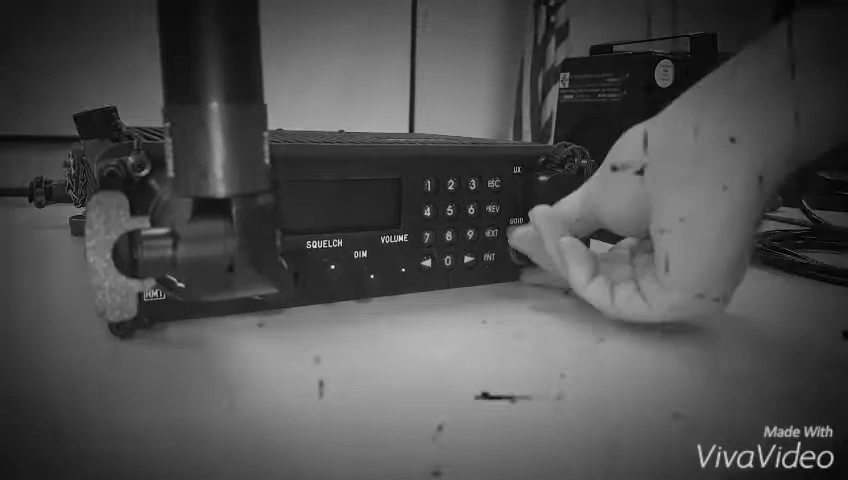 1 2 3 ESC
4 5 6 PREV
7 8 9 NEXT
0 ENT
SQUELCH
DIM
VOLUME
RMT
Made With
VivaVideo